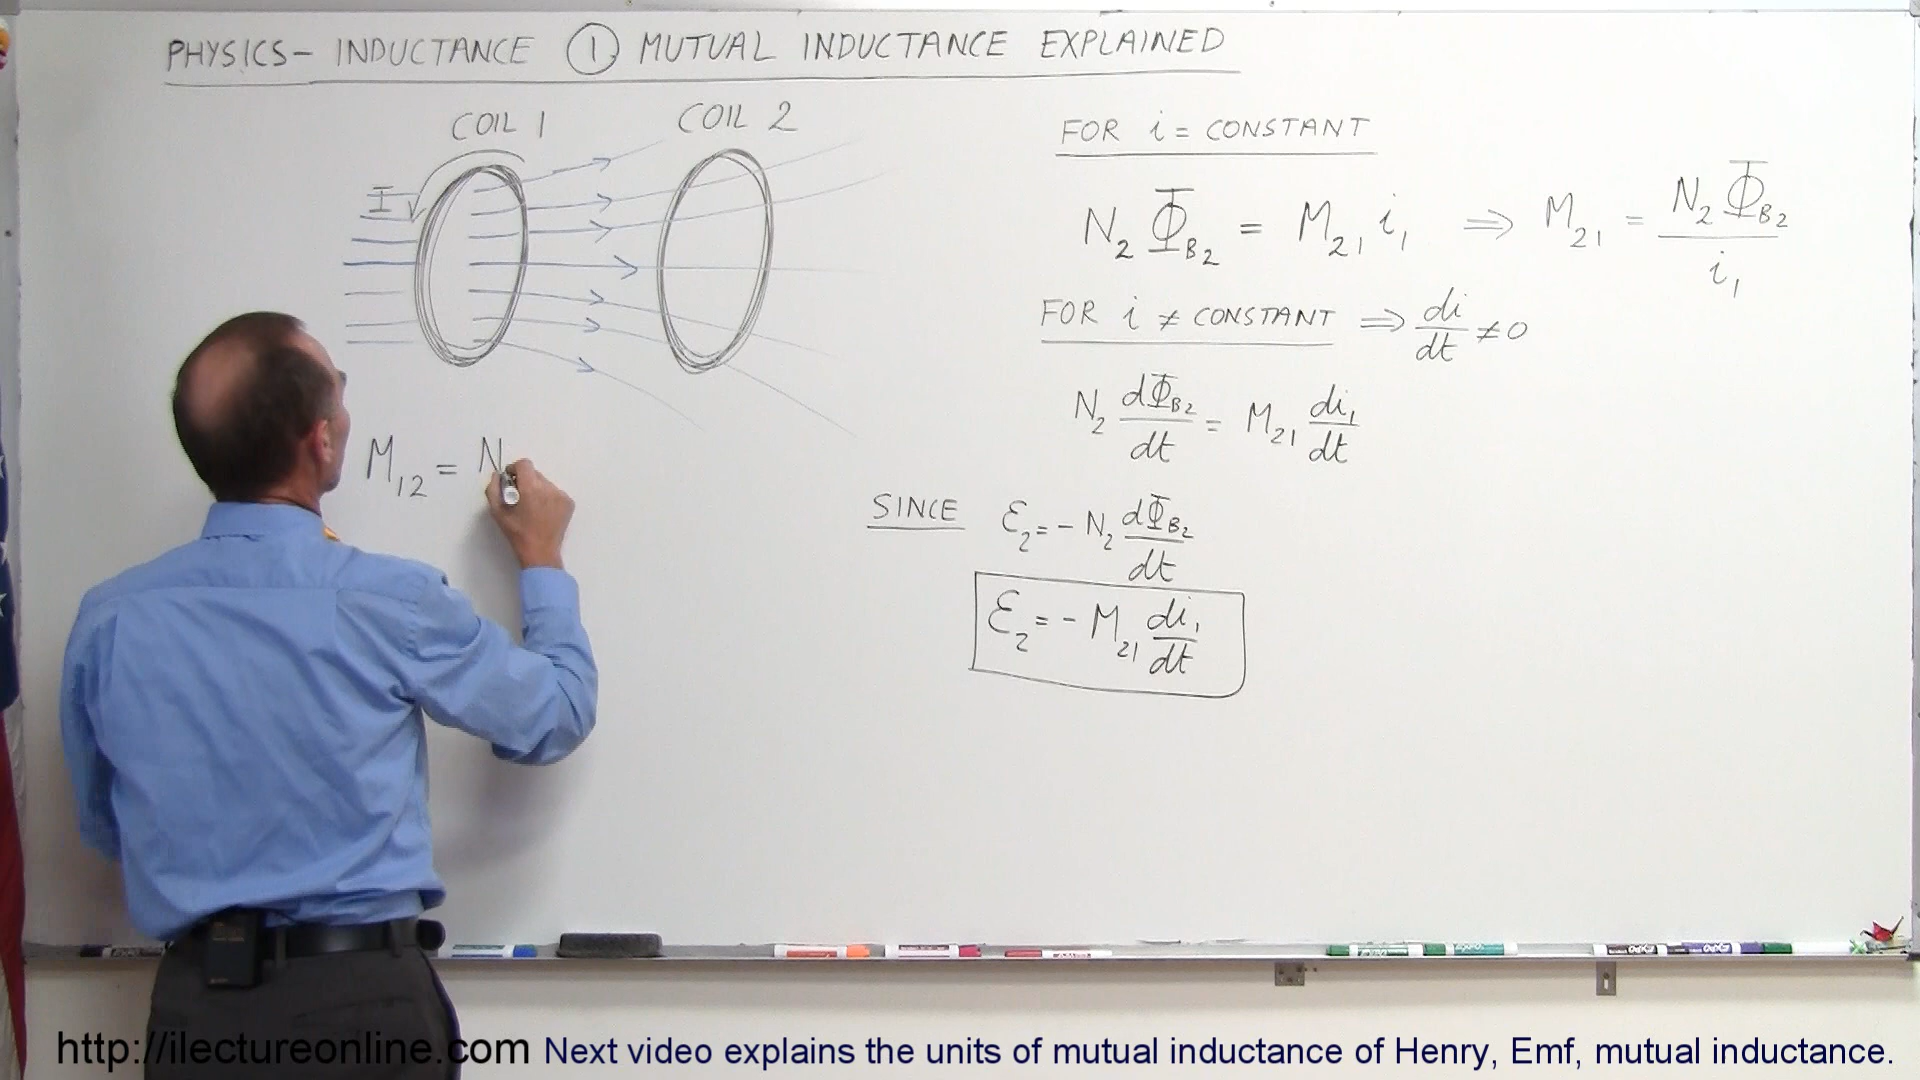 PHYSICS- INDUCTANCE ① MUTUAL INDUCTANCE EXPLAINED
COIL 1
COIL 2
I
M₁₂ = N
FOR i = CONSTANT
N₂ Φ_B₂ = M₂₁ i₁ ⇒ M₂₁ = N₂ Φ_B₂ / i₁
FOR i ≠ CONSTANT ⇒ di/dt ≠ 0
N₂ dΦ_B₂/dt = M₂₁ di₁/dt
SINCE ℰ₂ = - N₂ dΦ_B₂/dt
ℰ₂ = - M₂₁ di₁/dt
http://ilectureonline.com Next video explains the units of mutual inductance of Henry, Emf, mutual inductance.